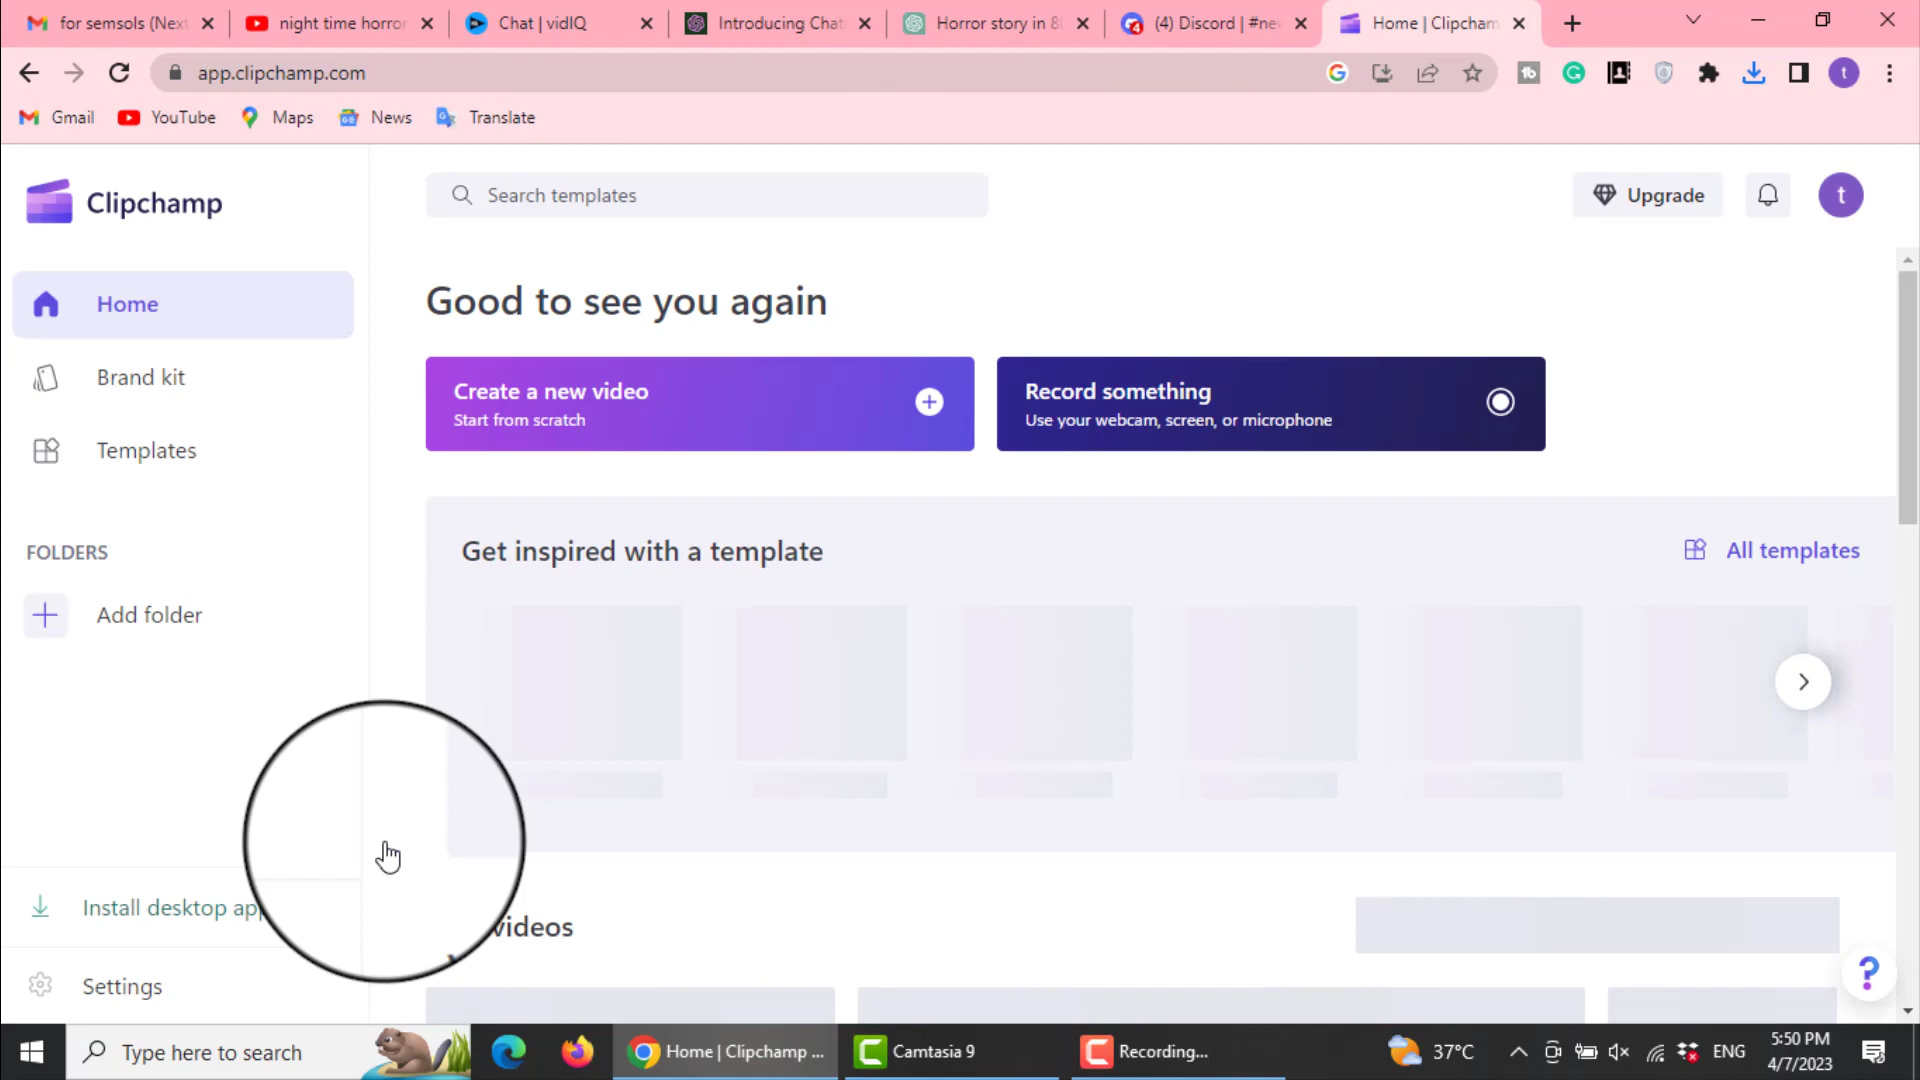 for semsols (Next
night time horror
Chat | vidIQ
Introducing Chat
Horror story in 80
(4) Discord | #new
Home | Clipcham
app.clipchamp.com
t
Gmail
YouTube
Maps
News
Translate
Clipchamp
Search templates
Upgrade
t
Home
Brand kit
Templates
FOLDERS
Add folder
Install desktop app
Settings
Good to see you again
Create a new video
Start from scratch
Record something
Use your webcam, screen, or microphone
Get inspired with a template
All templates
videos
?
Type here to search
Home | Clipchamp ...
Camtasia 9
Recording...
37°C
ENG
5:50 PM
4/7/2023